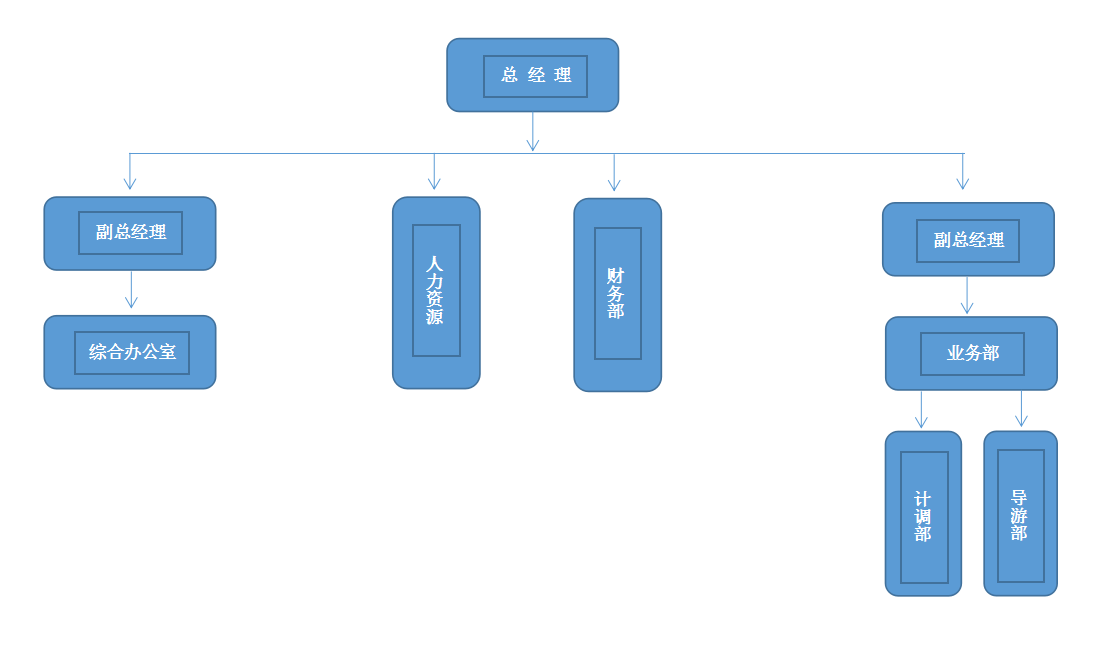 总 经 理
副总经理
人力资源
财务部
副总经理
综合办公室
业务部
计调部
导游部